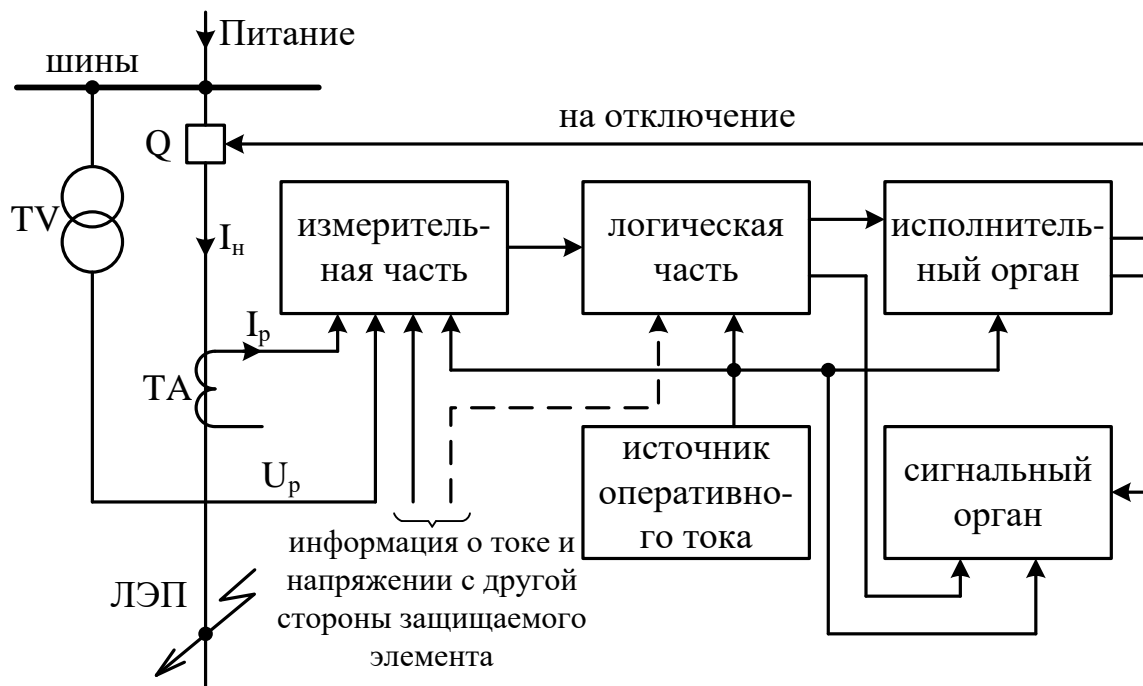 Питание
шины
на отключение
Q
TV
Iн
измеритель-
ная часть
логическая
часть
исполнитель-
ный орган
Iр
TA
Uр
источник
оперативно-
го тока
сигнальный
орган
информация о токе и
напряжении с другой
стороны защищаемого
элемента
ЛЭП